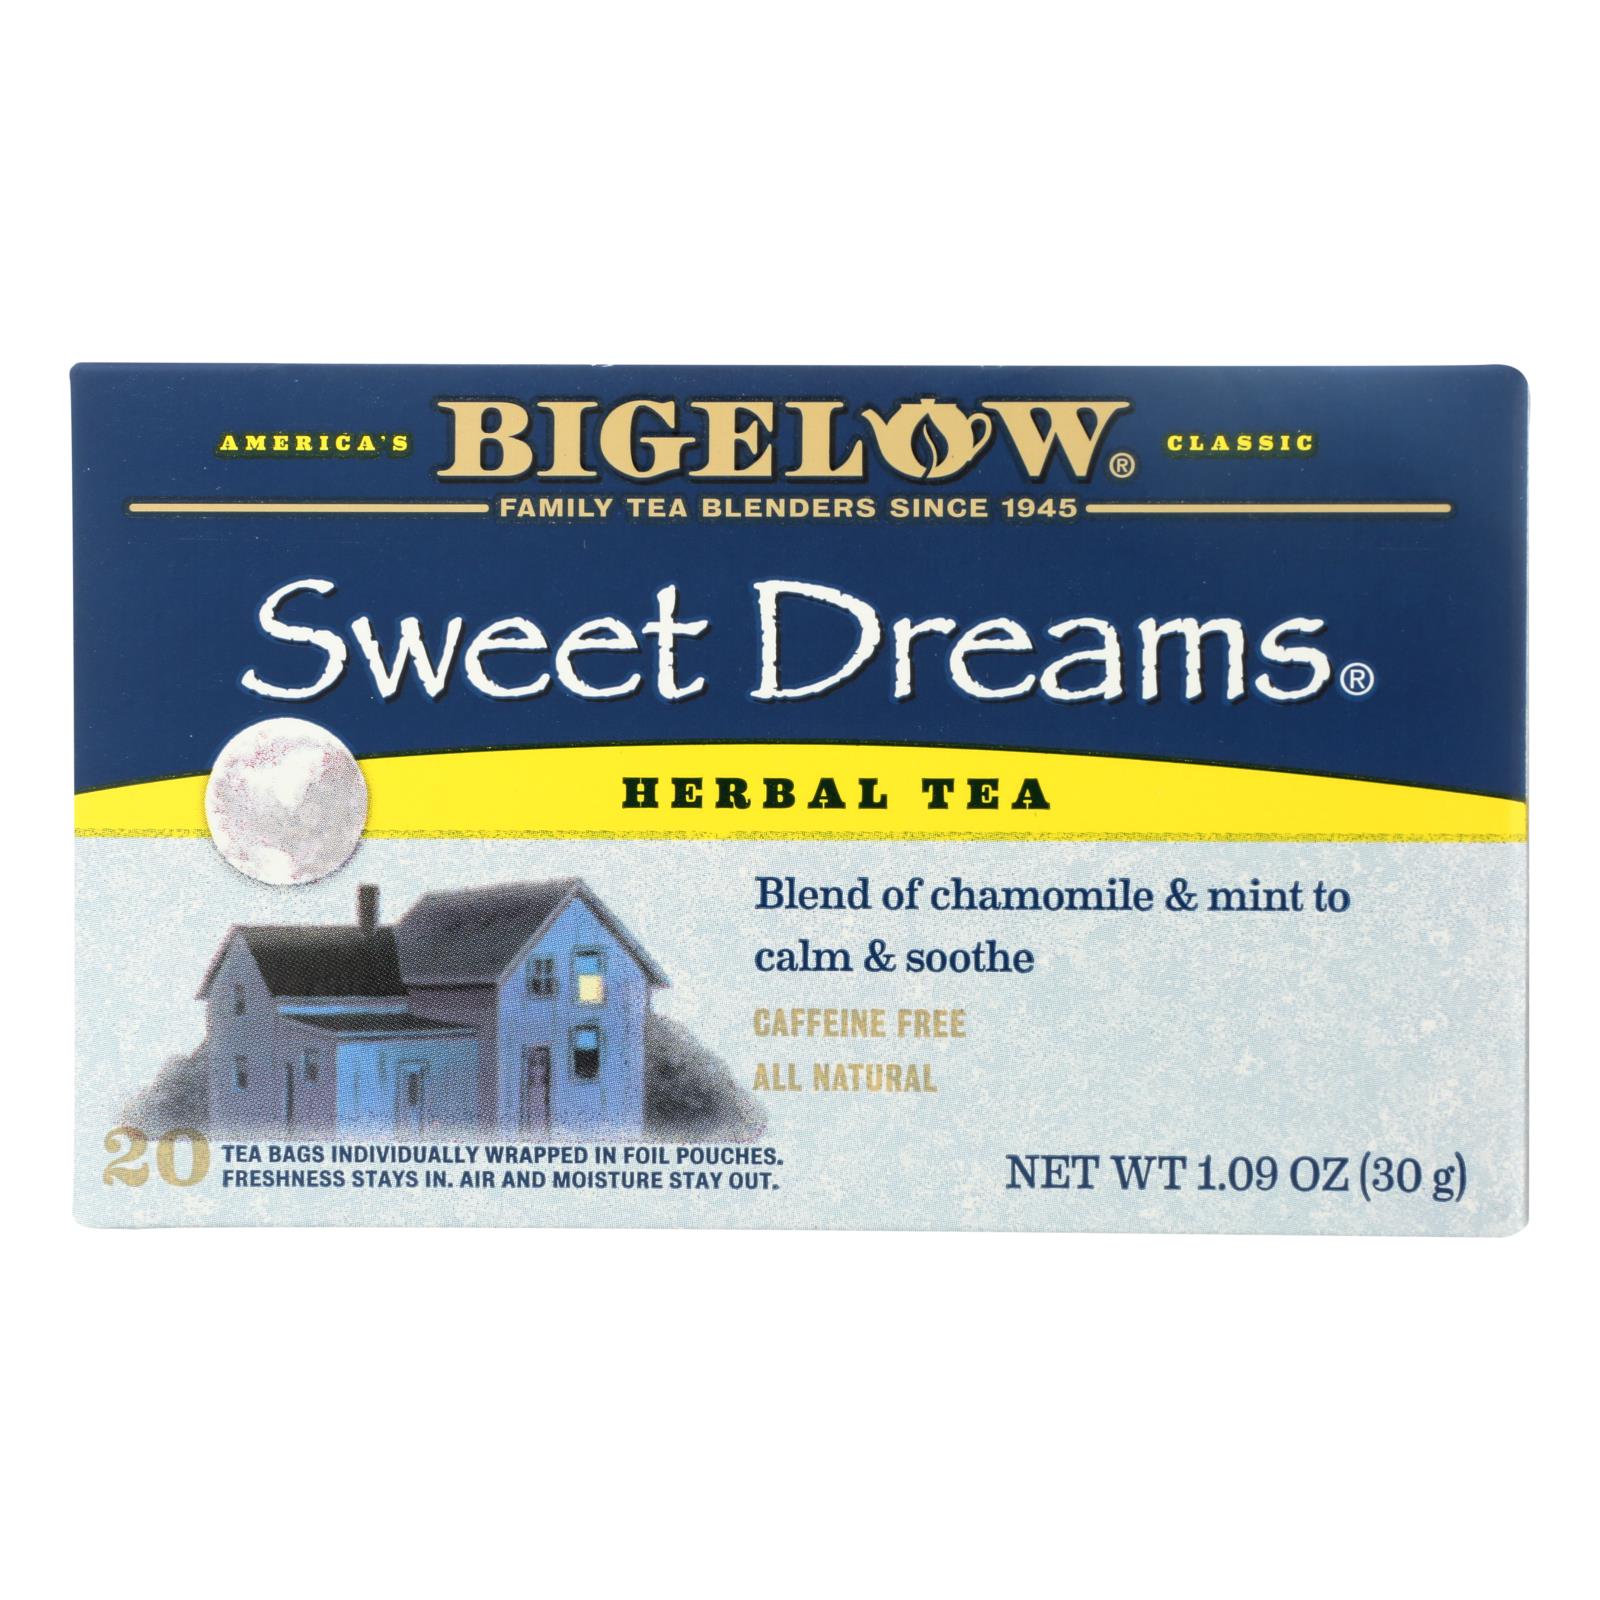 AMERICA'S BIGELOW® CLASSIC
FAMILY TEA BLENDERS SINCE 1945
Sweet Dreams®
HERBAL TEA
Blend of chamomile & mint to
calm & soothe
CAFFEINE FREE
ALL NATURAL
20 TEA BAGS INDIVIDUALLY WRAPPED IN FOIL POUCHES.
FRESHNESS STAYS IN. AIR AND MOISTURE STAY OUT.
NET WT 1.09 OZ (30 g)